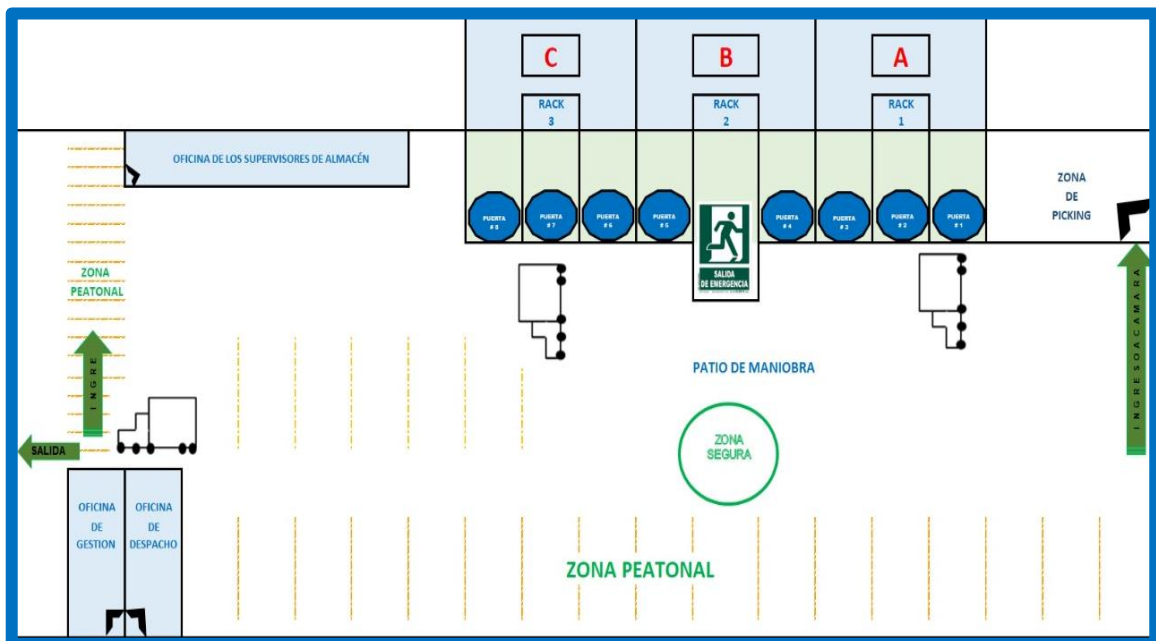 C
B
A
RACK
3
RACK
2
RACK
1
OFICINA DE LOS SUPERVISORES DE ALMACÉN
ZONA
DE
PICKING
PUERTA
# 8
PUERTA
# 7
PUERTA
# 6
PUERTA
# 5
PUERTA
# 4
PUERTA
# 3
PUERTA
# 2
PUERTA
# 1
SALIDA
DE EMERGENCIA
ZONA
PEATONAL
INGRE
INGRESOACAMARA
PATIO DE MANIOBRA
ZONA
SEGURA
SALIDA
OFICINA
DE
GESTION
OFICINA
DE
DESPACHO
ZONA PEATONAL